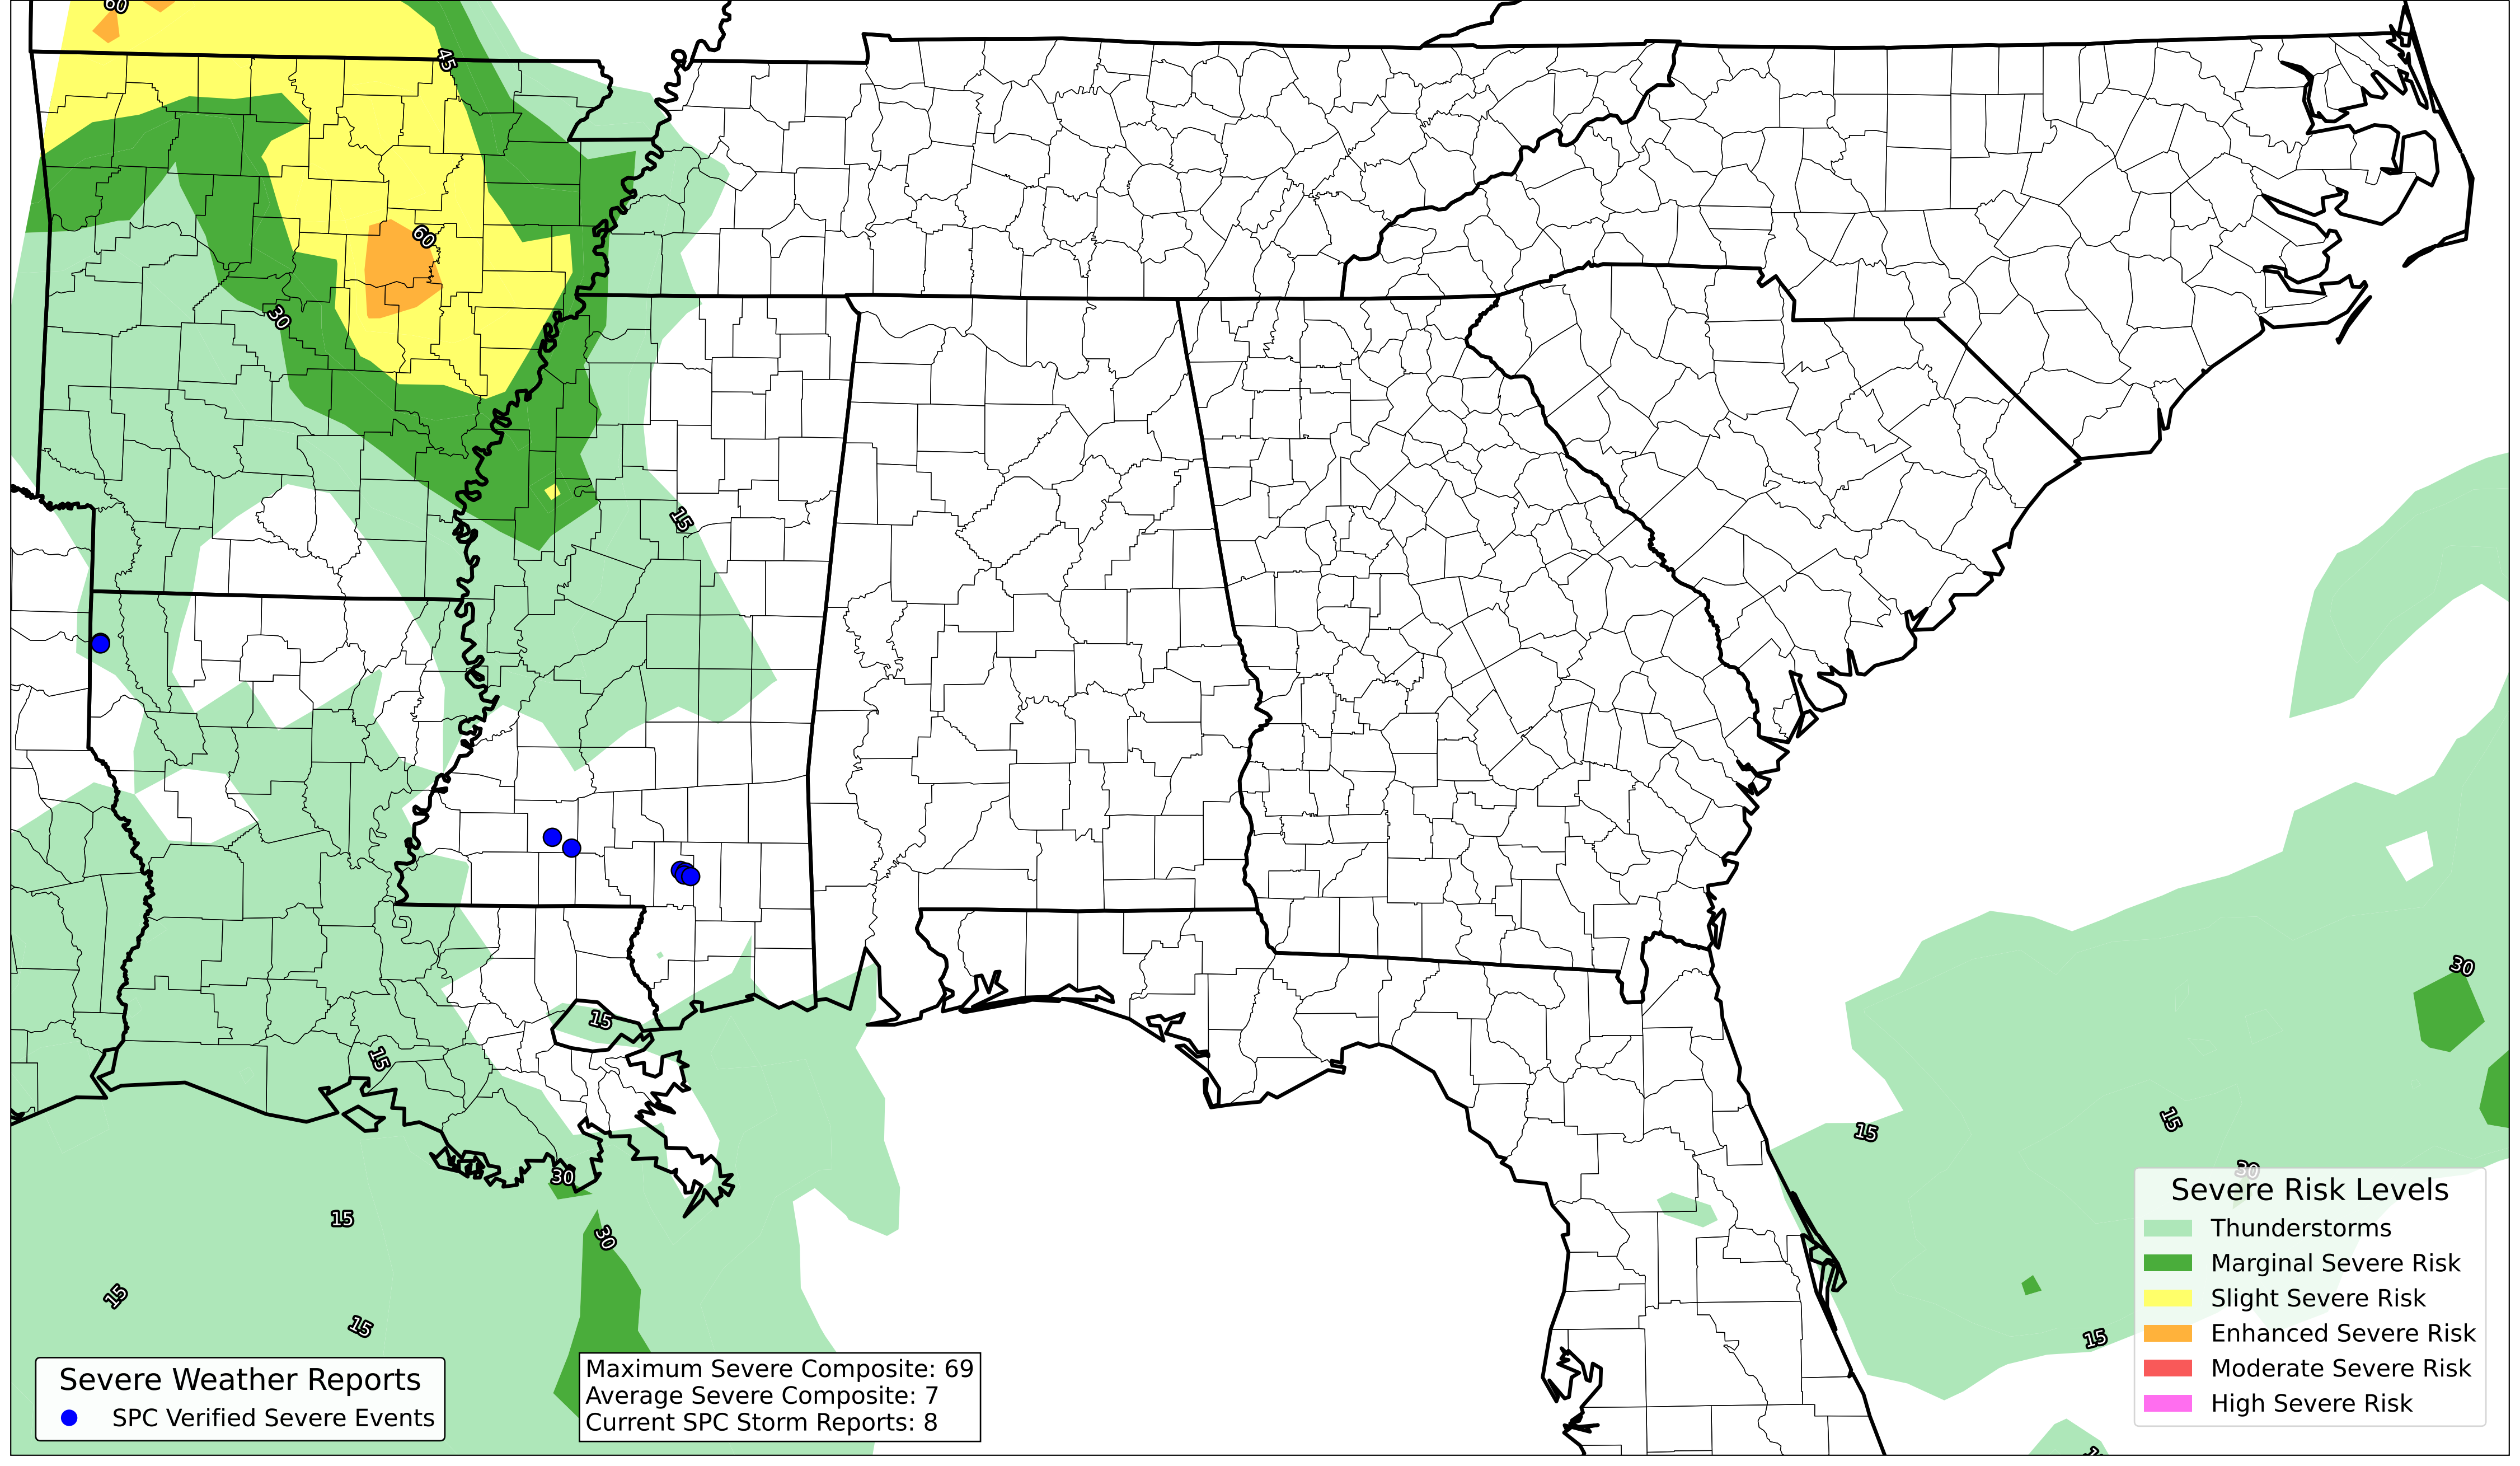 60
45
60
30
15
30
15
15
30
15
15
30
30
15
30
15
15
15
Severe Risk Levels
Thunderstorms
Marginal Severe Risk
Slight Severe Risk
Enhanced Severe Risk
Moderate Severe Risk
High Severe Risk
Severe Weather Reports
SPC Verified Severe Events
Maximum Severe Composite: 69
Average Severe Composite: 7
Current SPC Storm Reports: 8